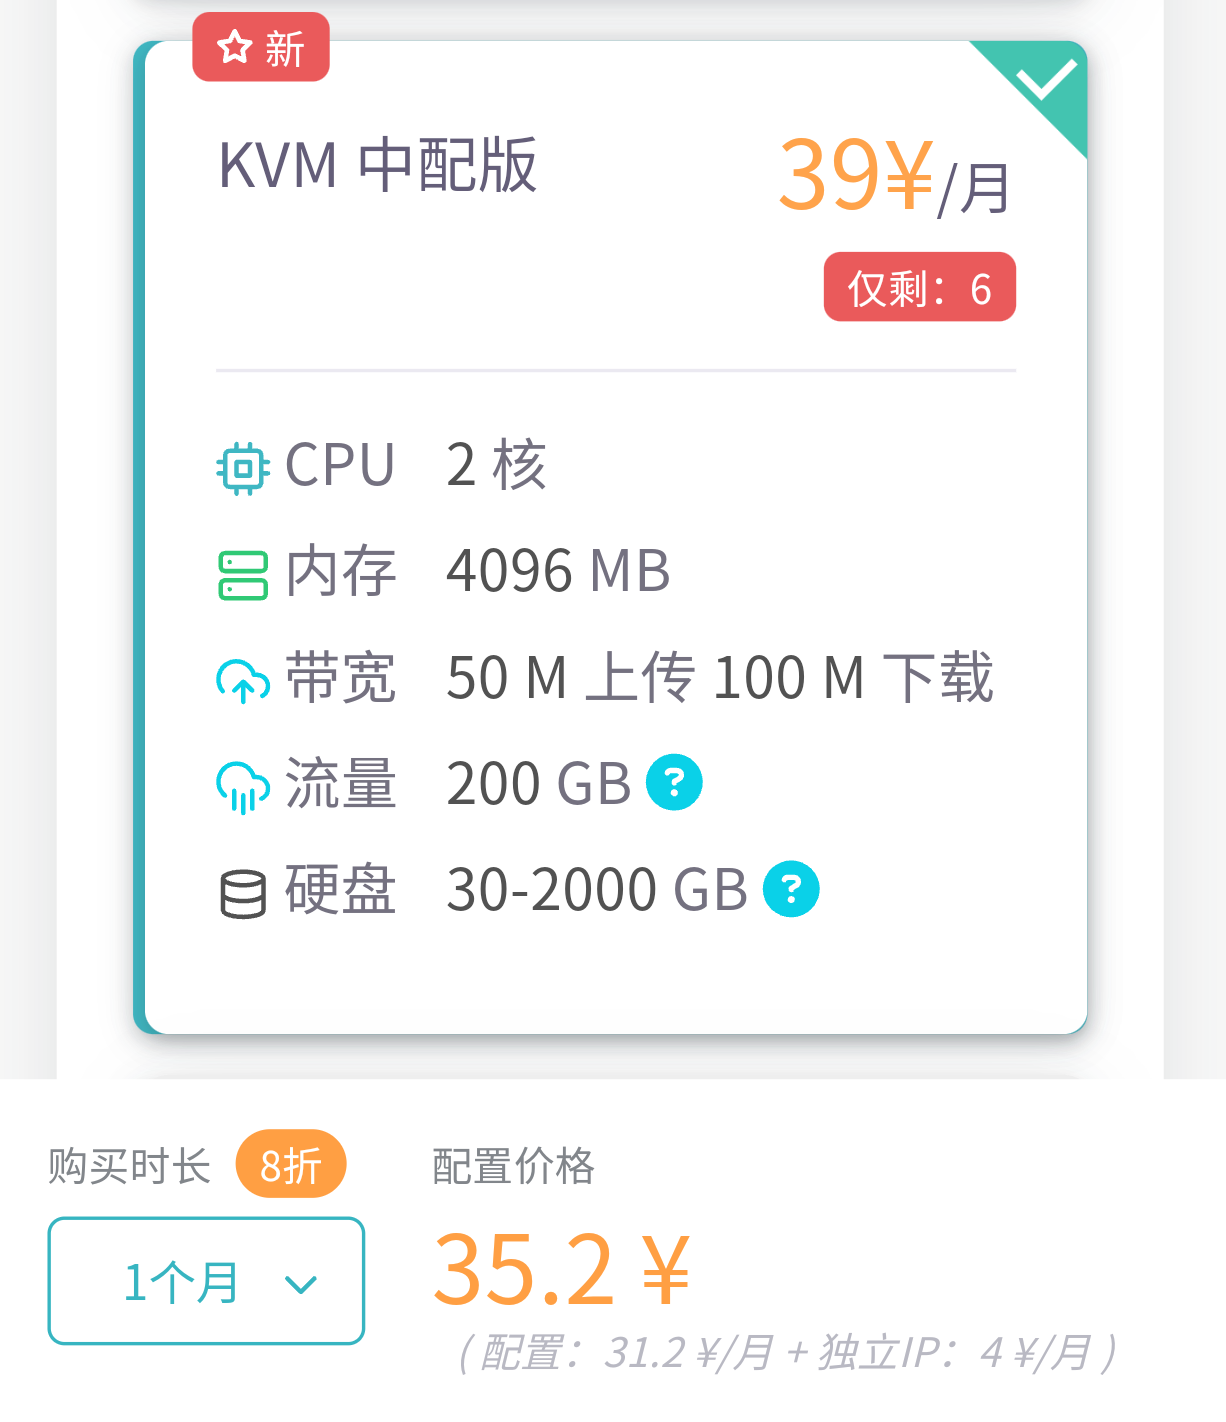 新
KVM 中配版
39¥/月
仅剩：6
CPU 2 核
内存 4096 MB
带宽 50 M 上传 100 M 下载
流量 200 GB ?
硬盘 30-2000 GB ?
购买时长 8折 配置价格
1个月 35.2 ¥
( 配置：31.2 ¥/月 + 独立IP：4 ¥/月 )